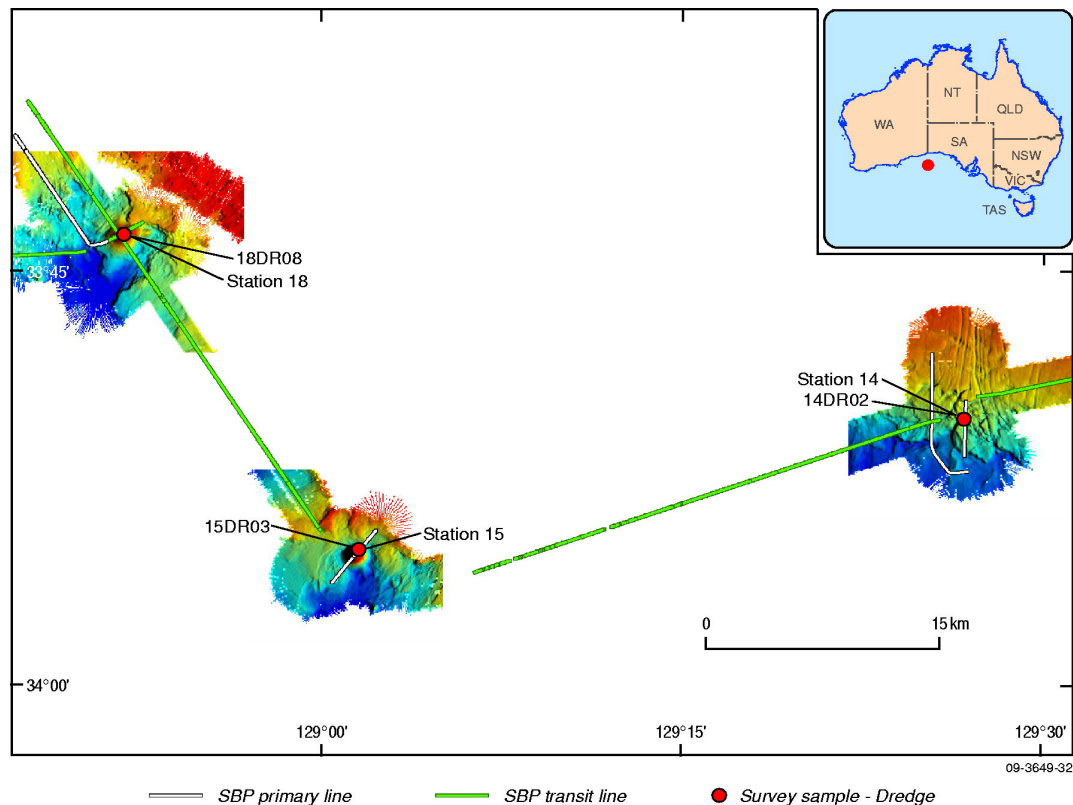 NT
QLD
WA
SA
NSW
VIC
TAS
18DR08
33°45'
Station 18
Station 14
14DR02
15DR03
Station 15
0
15 km
34°00'
129°00'
129°15'
129°30'
09-3649-32
SBP primary line
SBP transit line
Survey sample - Dredge